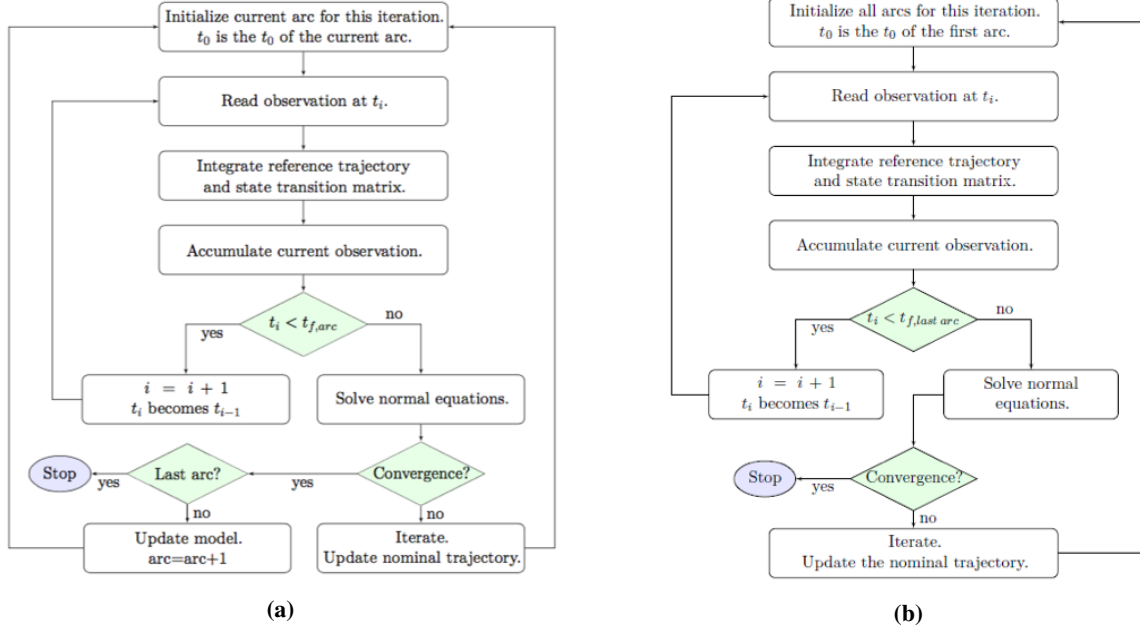 Initialize current arc for this iteration.
t₀ is the t₀ of the current arc.
Read observation at tᵢ.
Integrate reference trajectory
and state transition matrix.
Accumulate current observation.
tᵢ < t_{f,arc}
yes
no
i = i + 1
tᵢ becomes tᵢ₋₁
Solve normal equations.
Stop
yes
Last arc?
yes
Convergence?
no
no
Update model.
arc=arc+1
Iterate.
Update nominal trajectory.
(a)
Initialize all arcs for this iteration.
t₀ is the t₀ of the first arc.
Read observation at tᵢ.
Integrate reference trajectory
and state transition matrix.
Accumulate current observation.
tᵢ < t_{f,last arc}
yes
no
i = i + 1
tᵢ becomes tᵢ₋₁
Solve normal
equations.
Stop
yes
Convergence?
no
Iterate.
Update the nominal trajectory.
(b)